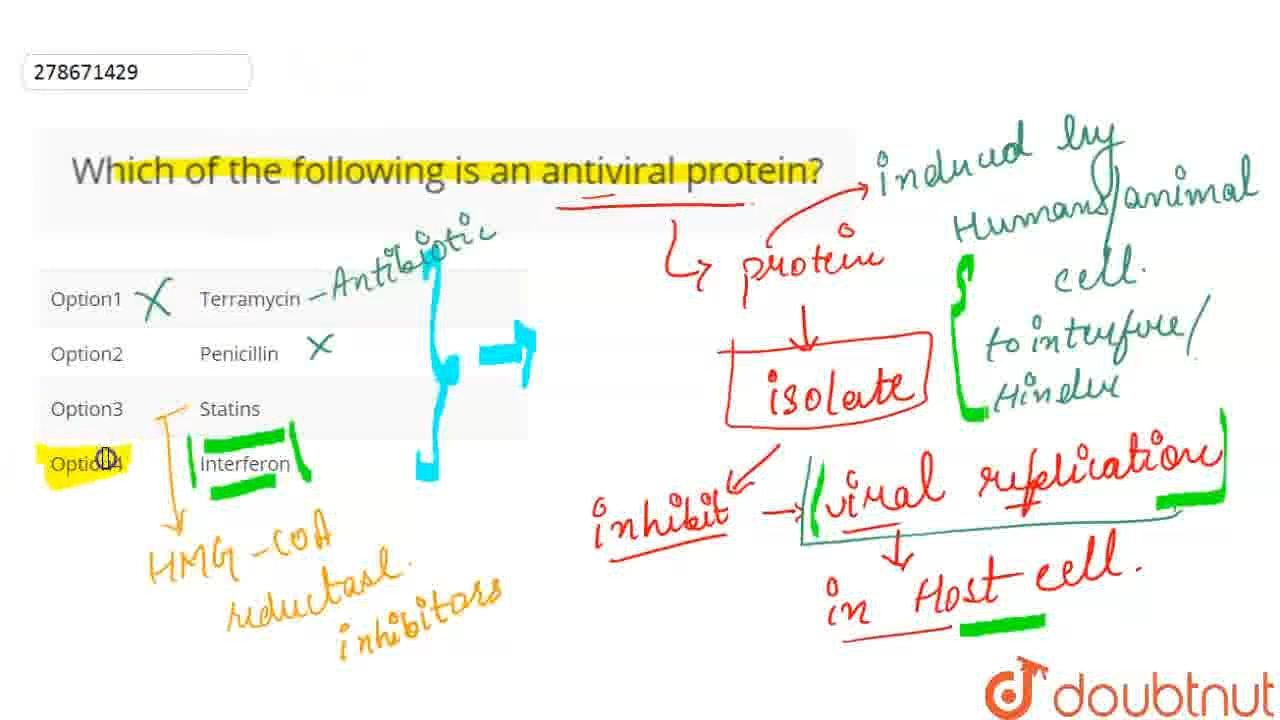 278671429
Which of the following is an antiviral protein?
Option1 X Terramycin - Antibiotic
Option2 Penicillin X
Option3 Statins
Option4 Interferon
HMG-COA
reductase
inhibitors
protein
isolate
inhibit
viral replication
in Host cell.
induced by
Humans/animal
cell.
to interfere/
Hinder
doubtnut